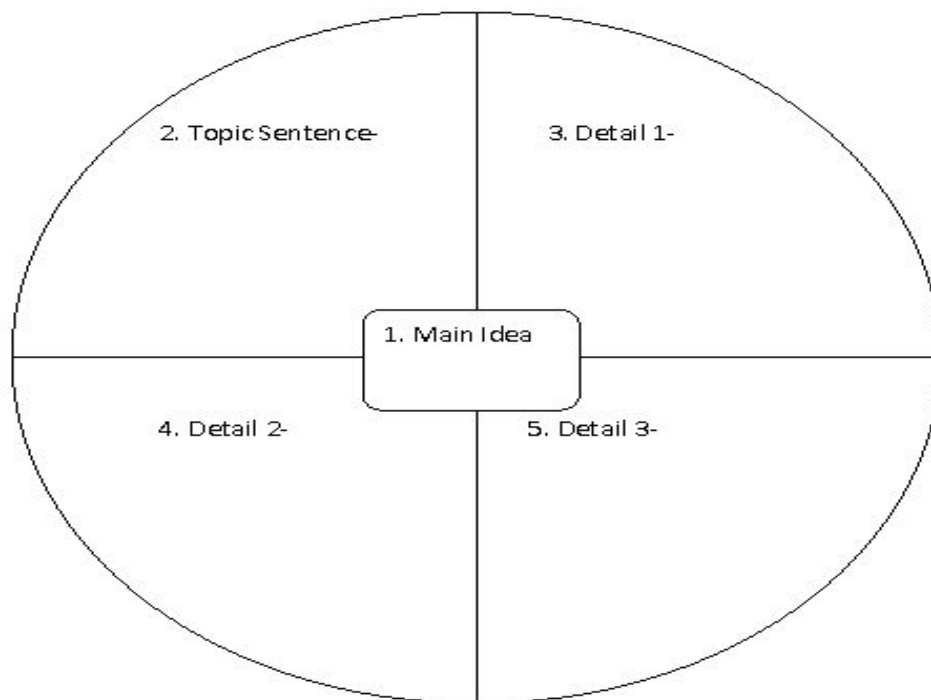 2. Topic Sentence-
3. Detail 1-
1. Main Idea
4. Detail 2-
5. Detail 3-